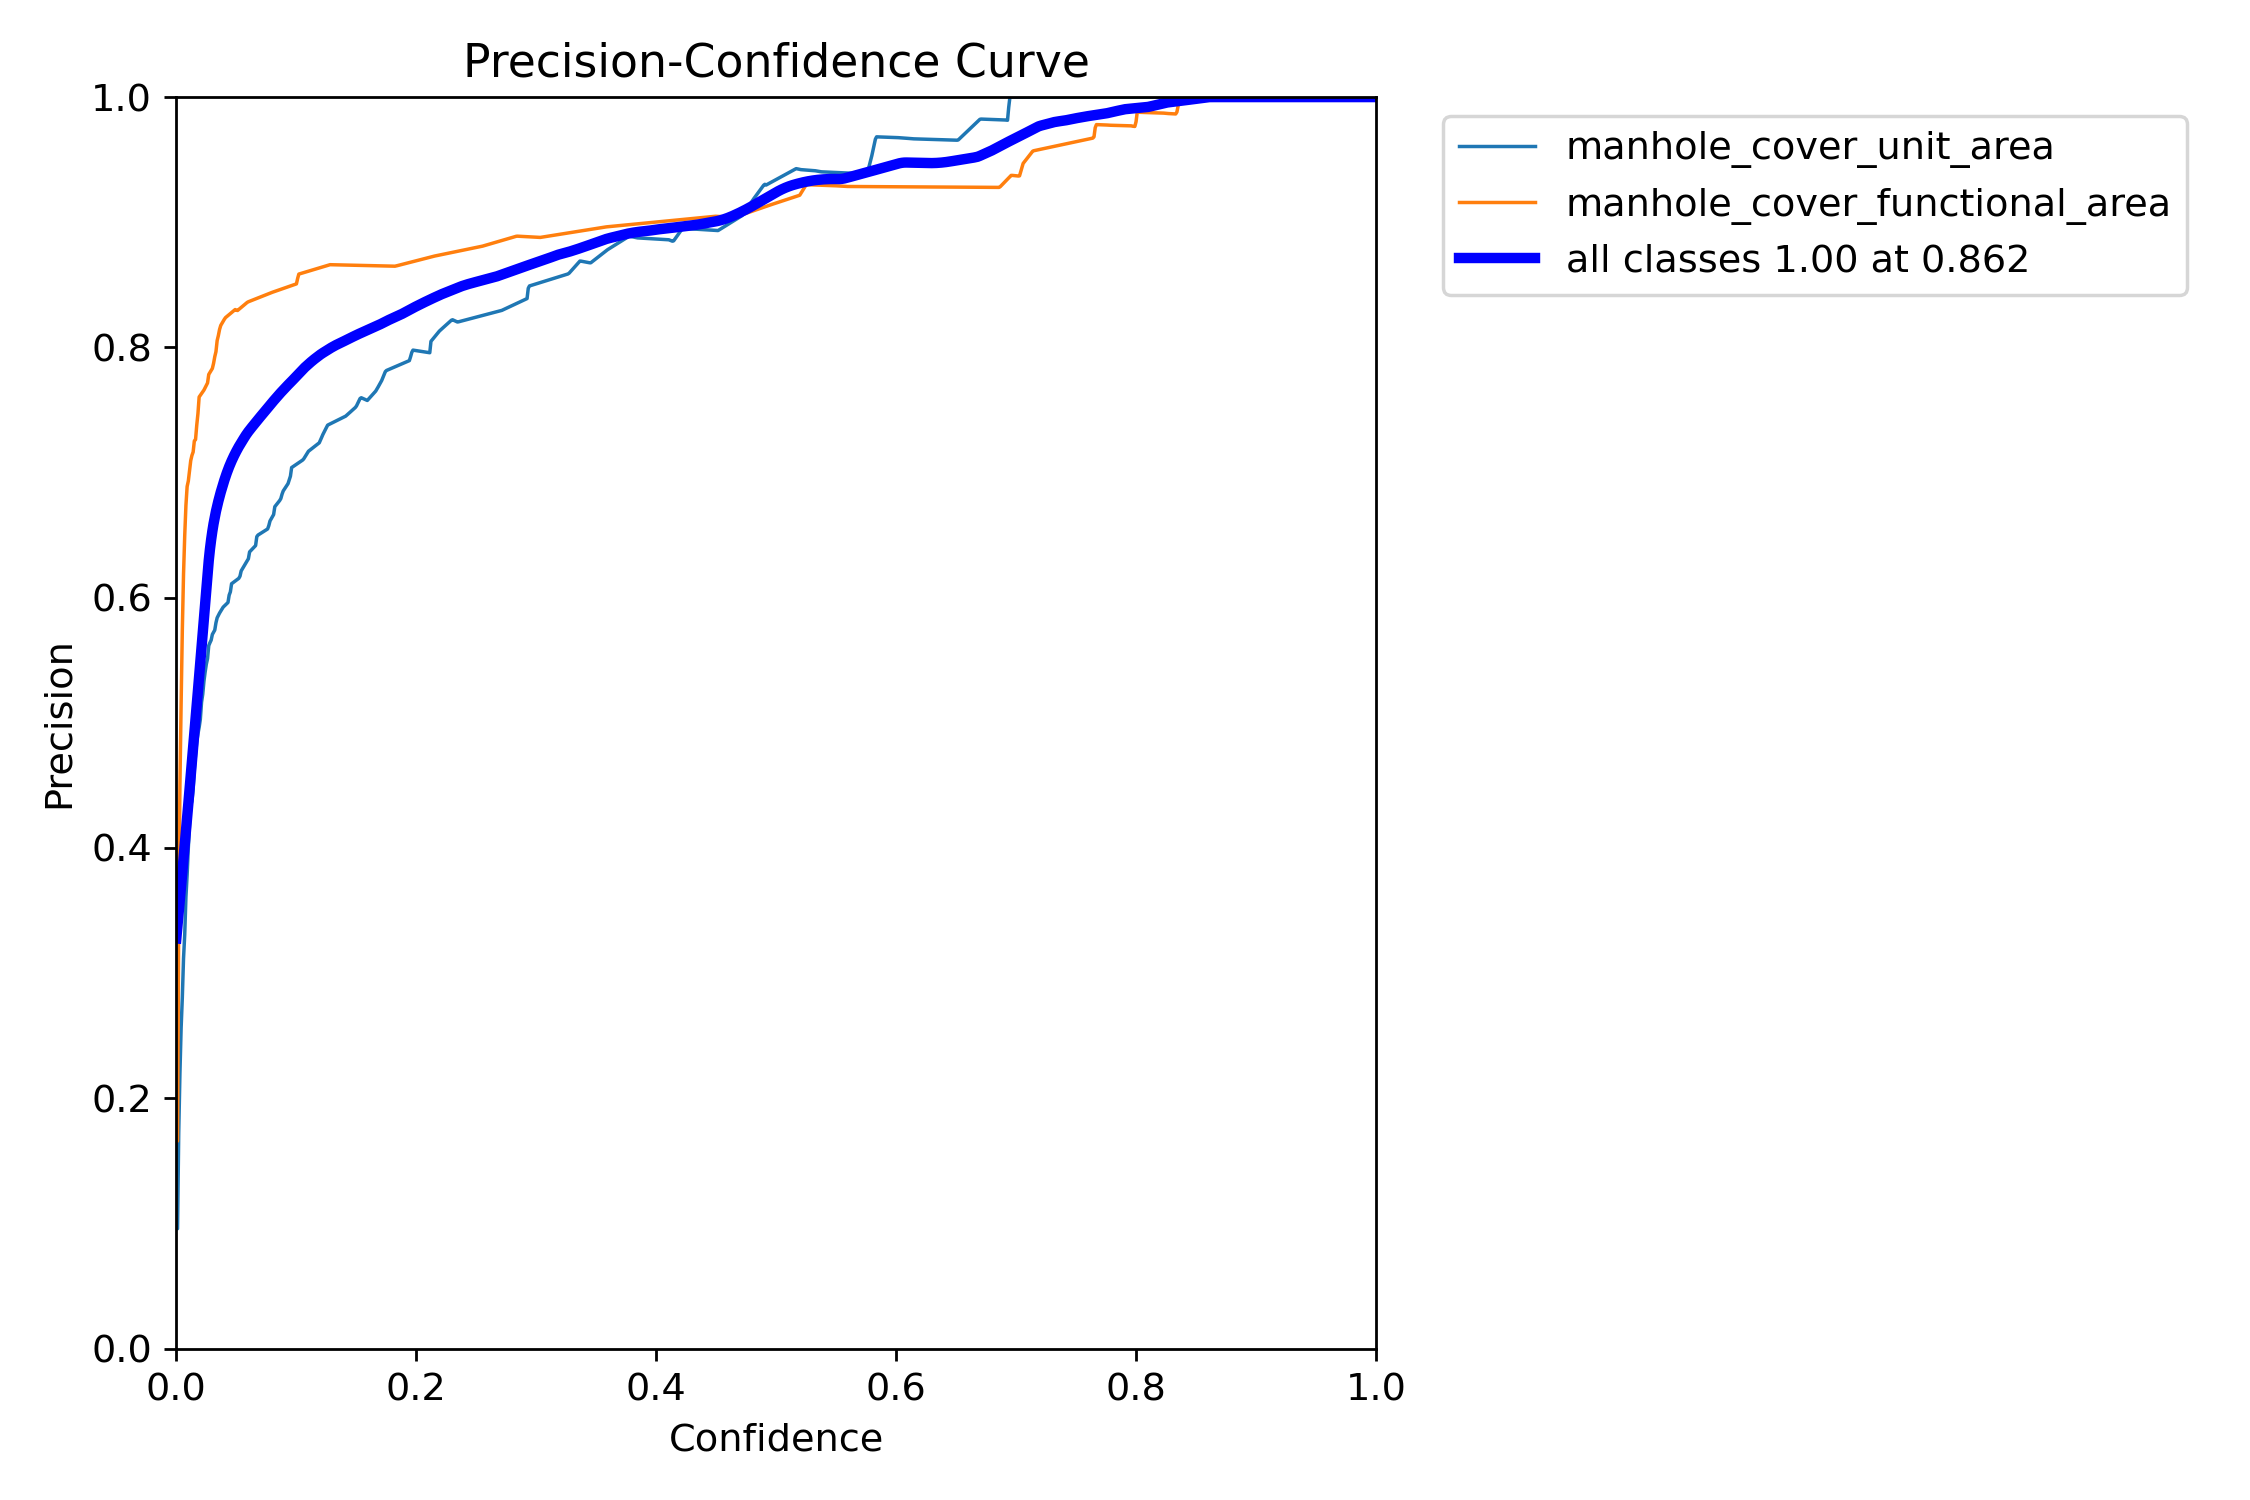 Precision-Confidence Curve
1.0
0.8
0.6
0.4
0.2
0.0
Precision
0.0 0.2 0.4 0.6 0.8 1.0
Confidence
manhole_cover_unit_area
manhole_cover_functional_area
all classes 1.00 at 0.862